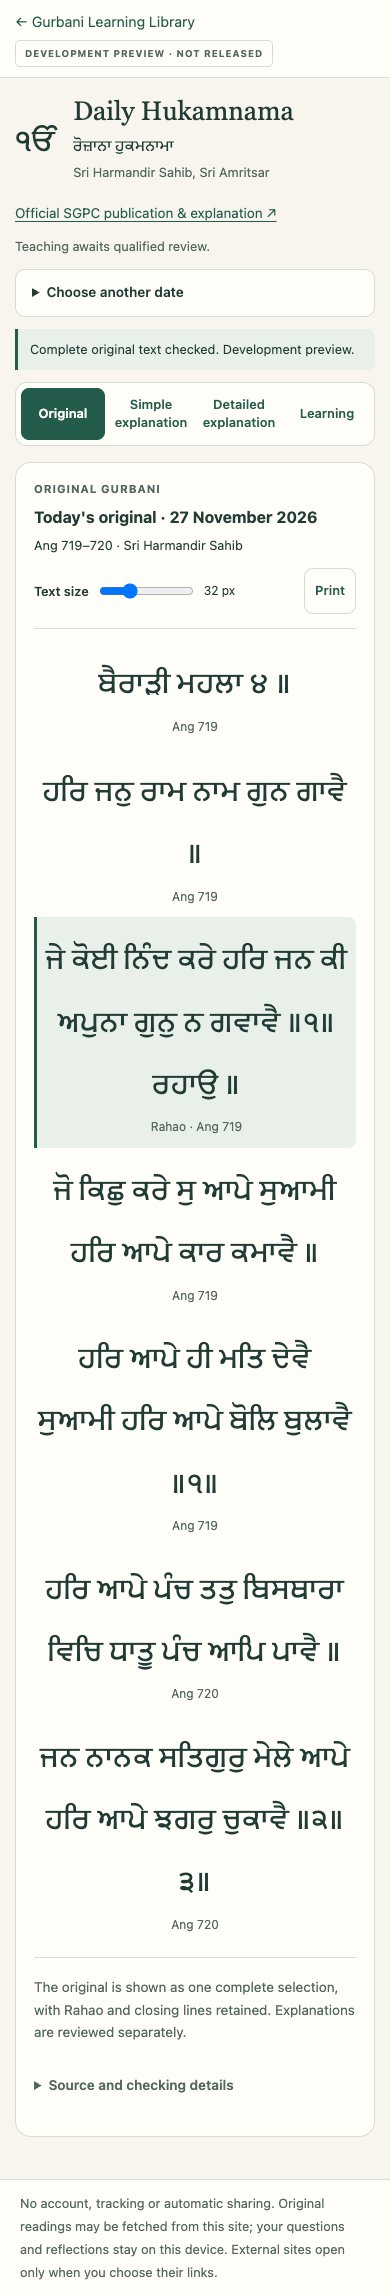 ← Gurbani Learning Library
DEVELOPMENT PREVIEW · NOT RELEASED
ੴ
Daily Hukamnama
ਰੋਜ਼ਾਨਾ ਹੁਕਮਨਾਮਾ
Sri Harmandir Sahib, Sri Amritsar
Official SGPC publication & explanation ↗
Teaching awaits qualified review.
▶ Choose another date
Complete original text checked. Development preview.
Original
Simple explanation
Detailed explanation
Learning
ORIGINAL GURBANI
Today's original · 27 November 2026
Ang 719–720 · Sri Harmandir Sahib
Text size 32 px Print
ਬੈਰਾੜੀ ਮਹਲਾ ੪ ॥
Ang 719
ਹਰਿ ਜਨੁ ਰਾਮ ਨਾਮ ਗੁਨ ਗਾਵੈ
॥
Ang 719
ਜੇ ਕੋਈ ਨਿੰਦ ਕਰੇ ਹਰਿ ਜਨ ਕੀ
ਅਪੁਨਾ ਗੁਨੁ ਨ ਗਵਾਵੈ ॥੧॥
ਰਹਾਉ ॥
Rahao · Ang 719
ਜੋ ਕਿਛੁ ਕਰੇ ਸੁ ਆਪੇ ਸੁਆਮੀ
ਹਰਿ ਆਪੇ ਕਾਰ ਕਮਾਵੈ ॥
Ang 719
ਹਰਿ ਆਪੇ ਹੀ ਮਤਿ ਦੇਵੈ
ਸੁਆਮੀ ਹਰਿ ਆਪੇ ਬੋਲਿ ਬੁਲਾਵੈ
॥੧॥
Ang 719
ਹਰਿ ਆਪੇ ਪੰਚ ਤਤੁ ਬਿਸਥਾਰਾ
ਵਿਚਿ ਧਾਤੂ ਪੰਚ ਆਪਿ ਪਾਵੈ ॥
Ang 720
ਜਨ ਨਾਨਕ ਸਤਿਗੁਰੁ ਮੇਲੇ ਆਪੇ
ਹਰਿ ਆਪੇ ਝਗਰੁ ਚੁਕਾਵੈ ॥੨॥
੩॥
Ang 720
The original is shown as one complete selection,
with Rahao and closing lines retained. Explanations
are reviewed separately.
▶ Source and checking details
No account, tracking or automatic sharing. Original
readings may be fetched from this site; your questions
and reflections stay on this device. External sites open
only when you choose their links.